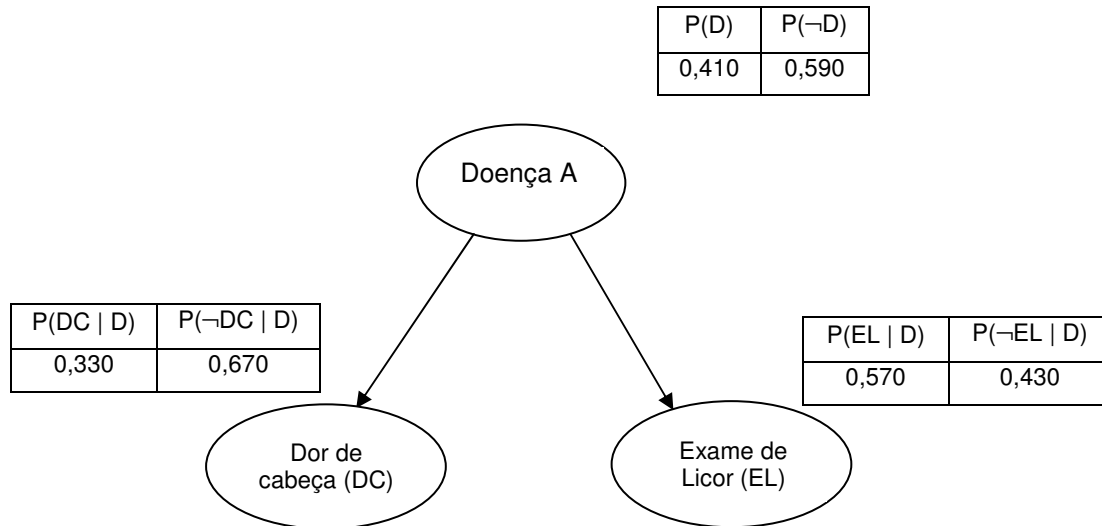 P(D) P(¬D)
0,410 0,590
Doença A
P(DC | D) P(¬DC | D)
0,330 0,670
P(EL | D) P(¬EL | D)
0,570 0,430
Dor de
cabeça (DC)
Exame de
Licor (EL)